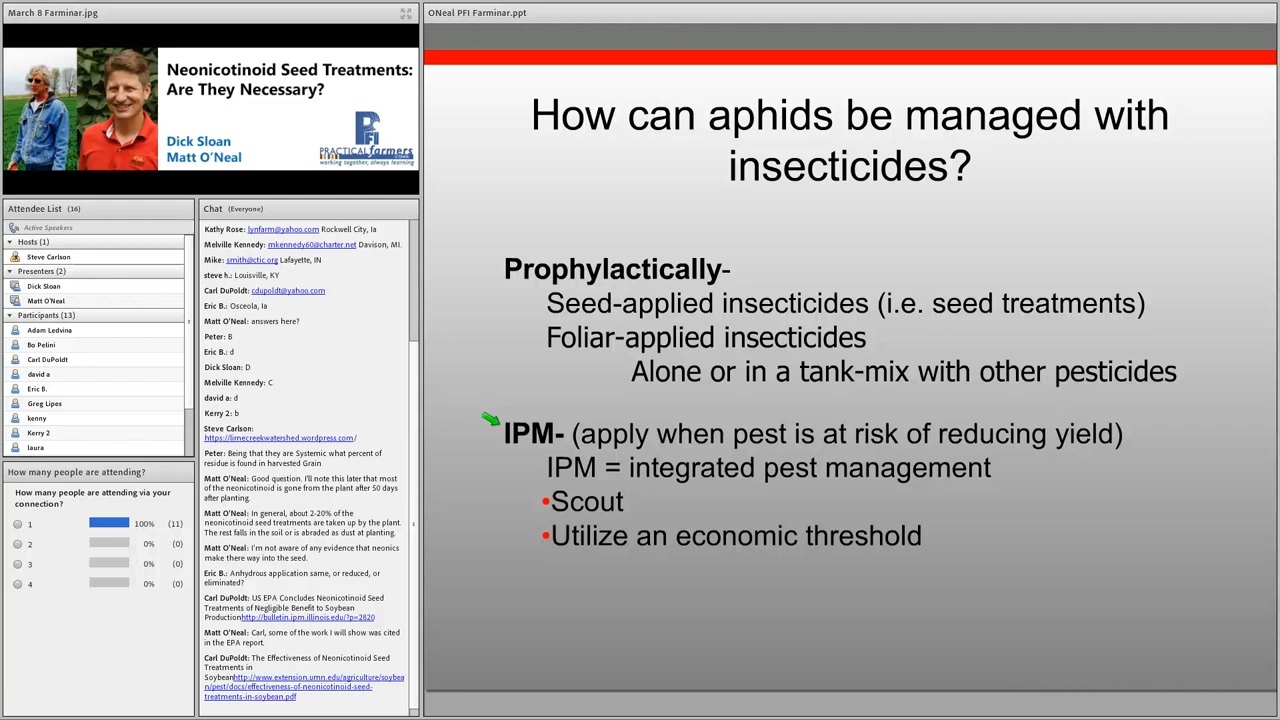 March 8 Farminar.jpg
Neonicotinoid Seed Treatments:
Are They Necessary?
Dick Sloan
Matt O'Neal
PFI
PRACTICAL farmers
working together, always learning
Attendee List (16)
Active Speakers
Hosts (1)
Steve Carlson
Presenters (2)
Dick Sloan
Matt O'Neal
Participants (13)
Adam Ledvina
Bo Pelini
Carl DuPoldt
david a
Eric B.
Greg Lipes
kenny
Kerry 2
laura
How many people are attending?
How many people are attending via your
connection?
1 100% (11)
2 0% (0)
3 0% (0)
4 0% (0)
Chat (Everyone)
Kathy Rose: lynfarm@yahoo.com Rockwell City, Ia
Melville Kennedy: mkennedy60@charter.net Davison, MI.
Mike: smith@ctic.org Lafayette, IN
steve h.: Louisville, KY
Carl DuPoldt: cdupoldt@yahoo.com
Eric B.: Osceola, Ia
Matt O'Neal: answers here?
Peter: B
Eric B.: d
Dick Sloan: D
Melville Kennedy: C
david a: d
Kerry 2: b
Steve Carlson:
https://limecreekwatershed.wordpress.com/
Peter: Being that they are Systemic what percent of
residue is found in harvested Grain
Matt O'Neal: Good question. I'll note this later that most
of the neonicotinoid is gone from the plant after 50 days
after planting.
Matt O'Neal: In general, about 2-20% of the
neonicotinoid seed treatments are taken up by the plant.
The rest falls in the soil or is abraded as dust at planting.
Matt O'Neal: I'm not aware of any evidence that neonics
make there way into the seed.
Eric B.: Anhydrous application same, or reduced, or
eliminated?
Carl DuPoldt: US EPA Concludes Neonicotinoid Seed
Treatments of Negligible Benefit to Soybean
Productionhttp://bulletin.ipm.illinois.edu/?p=2820
Matt O'Neal: Carl, some of the work I will show was cited
in the EPA report.
Carl DuPoldt: The Effectiveness of Neonicotinoid Seed
Treatments in
Soybeanhttp://www.extension.umn.edu/agriculture/soybea
n/pest/docs/effectiveness-of-neonicotinoid-seed-
treatments-in-soybean.pdf
ONeal PFI Farminar.ppt
How can aphids be managed with
insecticides?
Prophylactically-
Seed-applied insecticides (i.e. seed treatments)
Foliar-applied insecticides
Alone or in a tank-mix with other pesticides
IPM- (apply when pest is at risk of reducing yield)
IPM = integrated pest management
•Scout
•Utilize an economic threshold